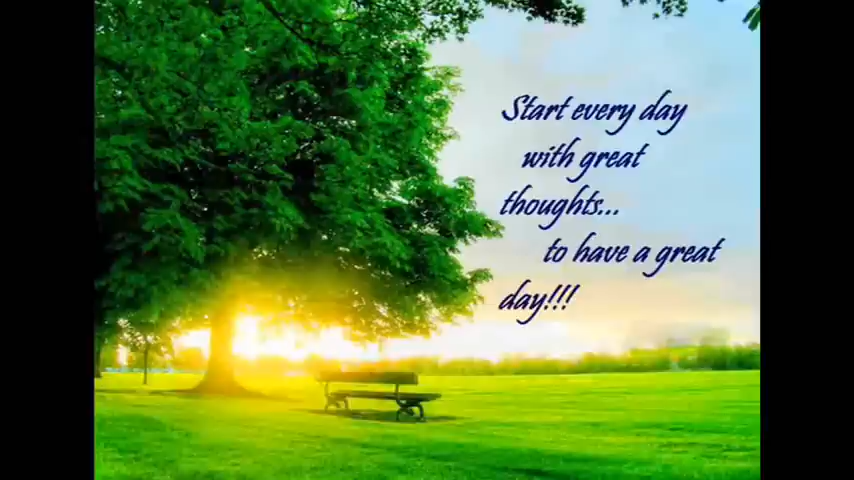 Start every day
with great
thoughts...
to have a great
day!!!